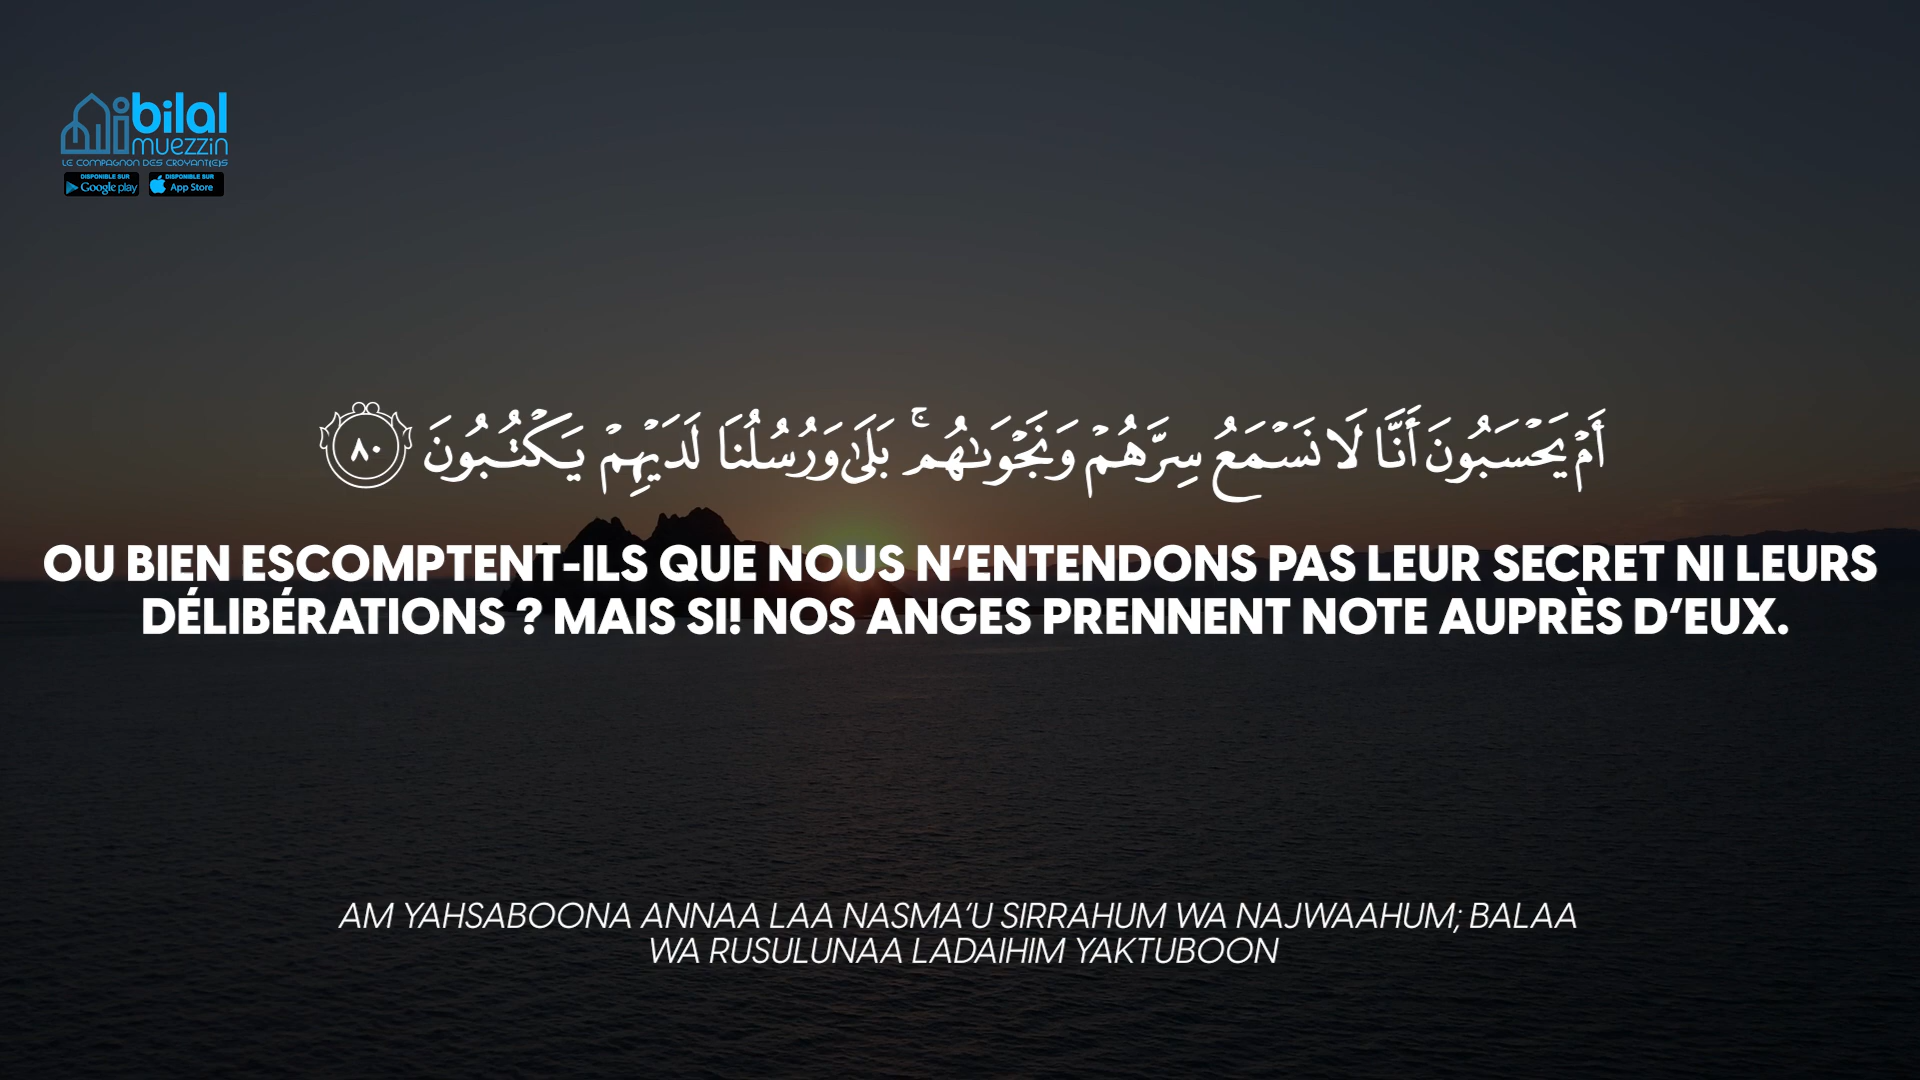 bilal
muezzin
LE COMPAGNON DES CROYANT(E)S
DISPONIBLE SUR
Google play
DISPONIBLE SUR
App Store
أَمۡ يَحۡسَبُونَ أَنَّا لَا نَسۡمَعُ سِرَّهُمۡ وَنَجۡوَىٰهُمۚ بَلَىٰ وَرُسُلُنَا لَدَيۡهِمۡ يَكۡتُبُونَ ٨٠
OU BIEN ESCOMPTENT-ILS QUE NOUS N’ENTENDONS PAS LEUR SECRET NI LEURS
DÉLIBÉRATIONS ? MAIS SI! NOS ANGES PRENNENT NOTE AUPRÈS D’EUX.
AM YAHSABOONA ANNAA LAA NASMA’U SIRRAHUM WA NAJWAAHUM; BALAA
WA RUSULUNAA LADAIHIM YAKTUBOON